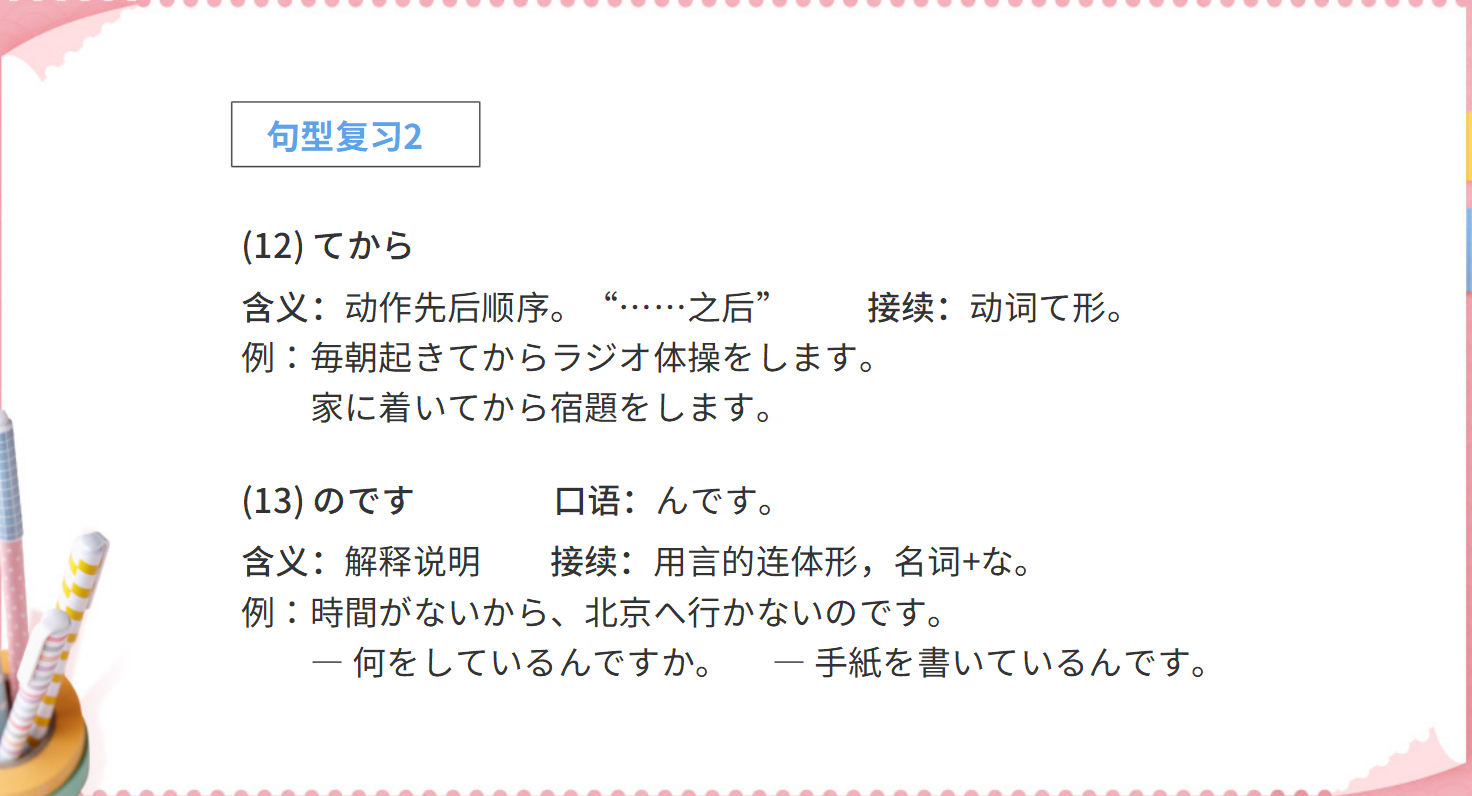 句型复习2
(12) てから
含义：动作先后顺序。“……之后”　　接续：动词て形。
例：毎朝起きてからラジオ体操をします。
家に着いてから宿題をします。
(13) のです　　口语：んです。
含义：解释说明　　接续：用言的连体形，名词+な。
例：時間がないから、北京へ行かないのです。
— 何をしているんですか。　　— 手紙を書いているんです。